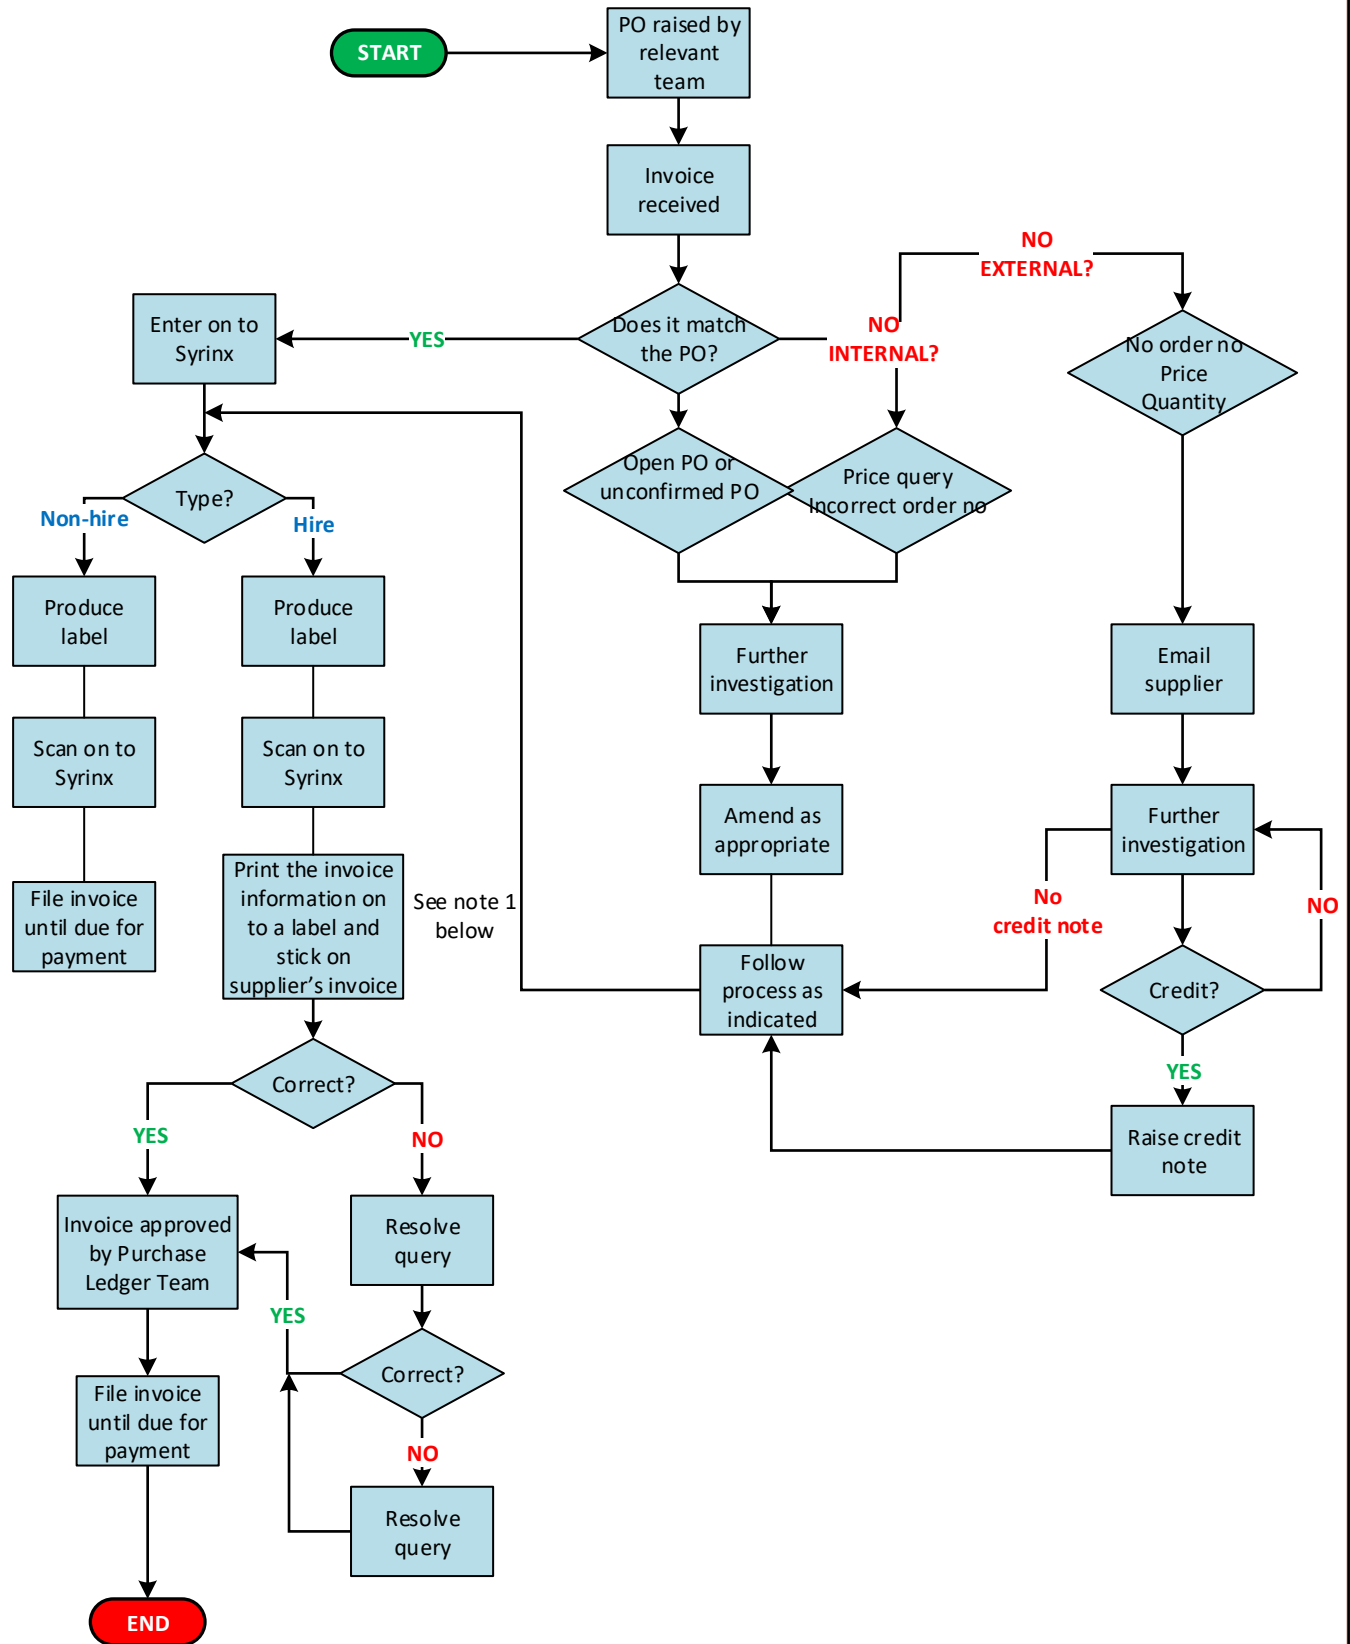 START
PO raised by
relevant
team
Invoice
received
NO
EXTERNAL?
Enter on to
Syrinx
YES
Does it match
the PO?
NO
INTERNAL?
No order no
Price
Quantity
Type?
Non-hire
Hire
Open PO or
unconfirmed PO
Price query
Incorrect order no
Produce
label
Produce
label
Further
investigation
Email
supplier
Scan on to
Syrinx
Scan on to
Syrinx
Amend as
appropriate
Further
investigation
File invoice
until due for
payment
Print the invoice
information on
to a label and
stick on
supplier’s invoice
See note 1
below
No
credit note
NO
Follow
process as
indicated
Credit?
YES
Correct?
YES
NO
Raise credit
note
Invoice approved
by Purchase
Ledger Team
Resolve
query
YES
Correct?
File invoice
until due for
payment
NO
Resolve
query
END